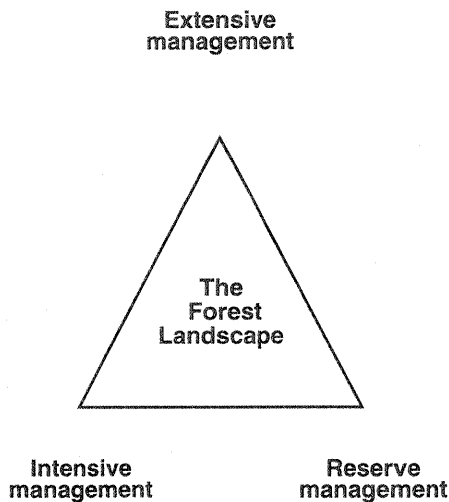 Extensive
management
The
Forest
Landscape
Intensive
management
Reserve
management